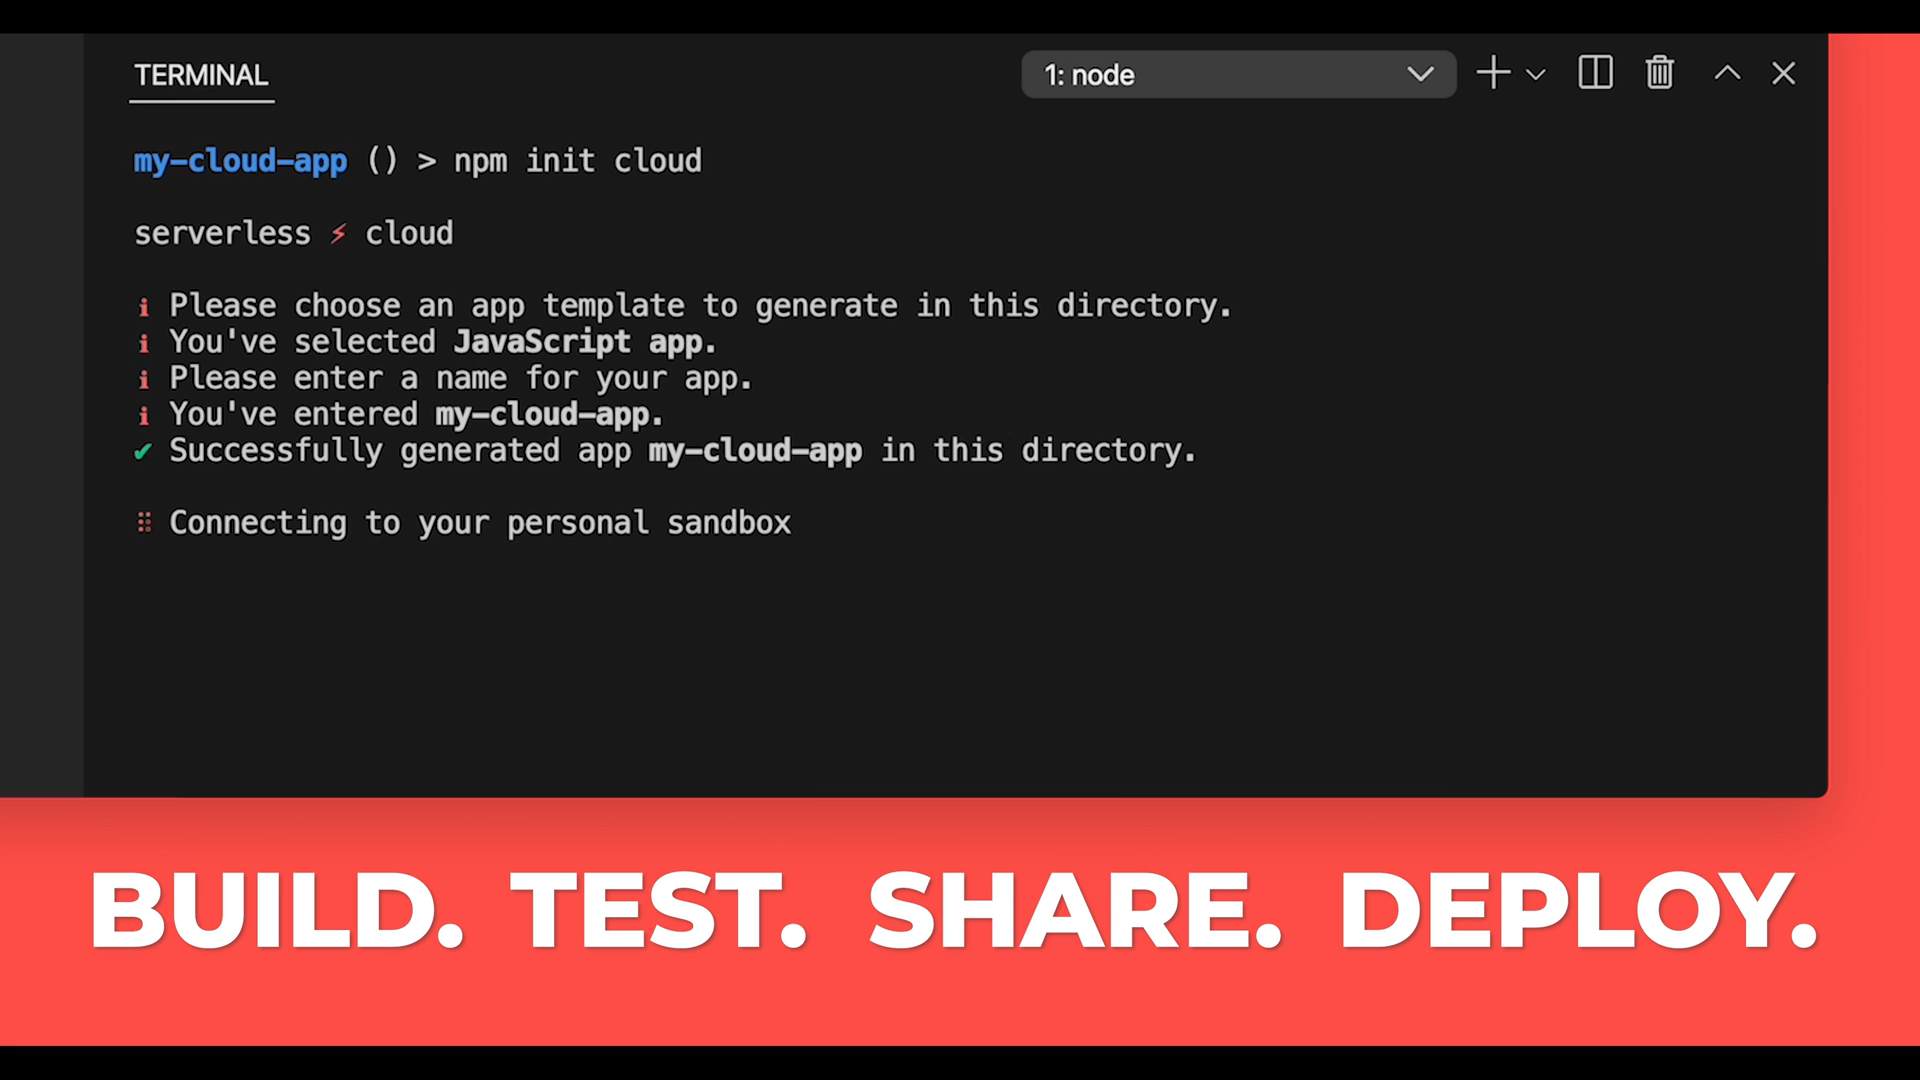 TERMINAL
1: node
my-cloud-app () > npm init cloud
serverless ⚡ cloud
i Please choose an app template to generate in this directory.
i You've selected JavaScript app.
i Please enter a name for your app.
i You've entered my-cloud-app.
✔ Successfully generated app my-cloud-app in this directory.
⠿ Connecting to your personal sandbox
BUILD. TEST. SHARE. DEPLOY.